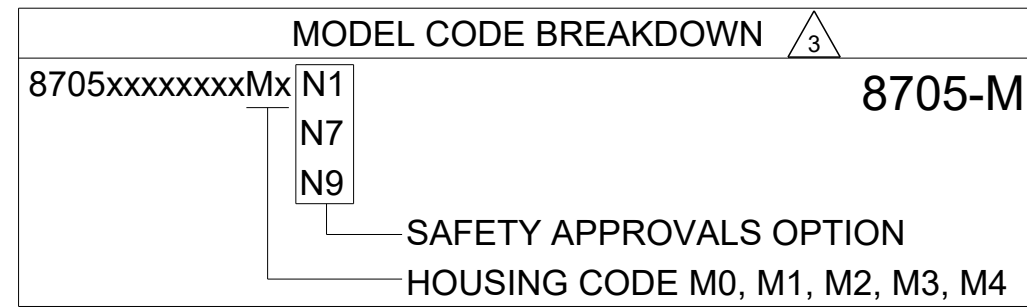 MODEL CODE BREAKDOWN 3
8705xxxxxxxxMx N1 8705-M
N7
N9
SAFETY APPROVALS OPTION
HOUSING CODE M0, M1, M2, M3, M4